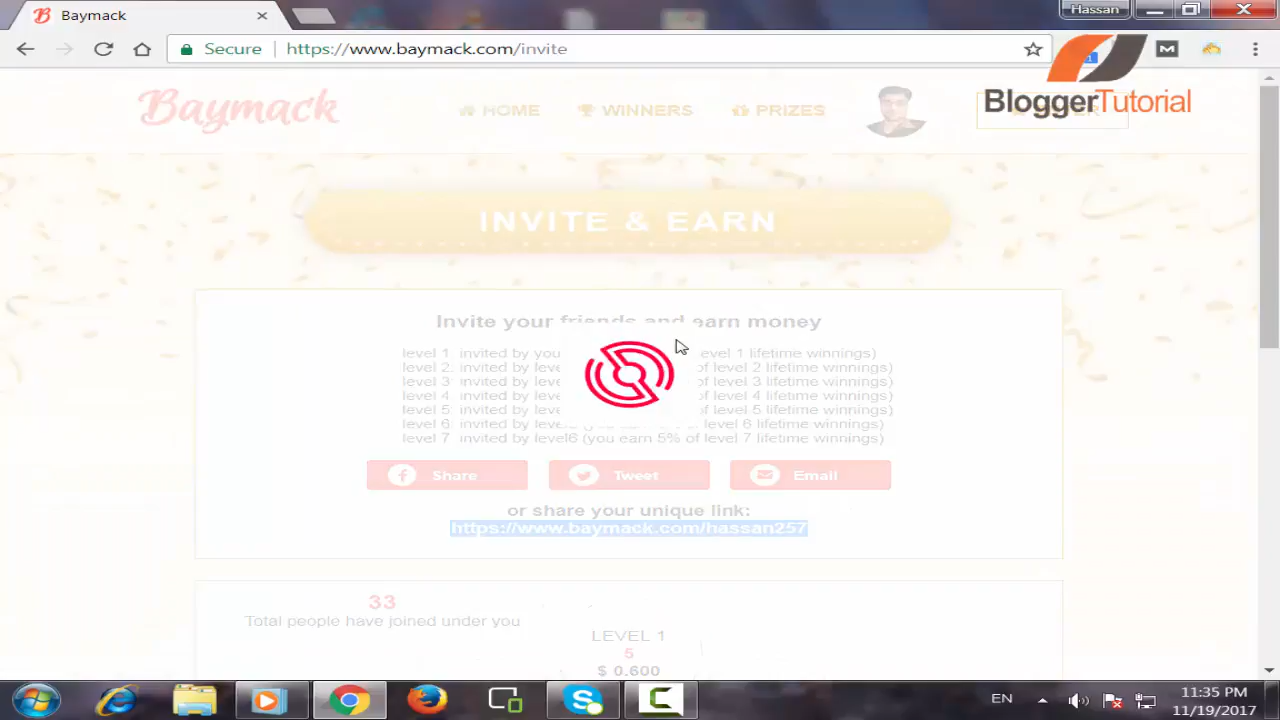 Baymack
Hassan
Secure
https://www.baymack.com/invite
BloggerTutorial
Baymack
HOME
WINNERS
PRIZES
INVITE & EARN
Invite your friends and earn money
level 1 invited by you level 1 lifetime winnings)
level 2: invited by of level 2 lifetime winnings)
level 3 invited by of level 3 lifetime winnings)
level 4 invited by of level 4 lifetime winnings)
level 5 invited by of level 5 lifetime winnings)
level 6 invited by level 6 lifetime winnings)
level 7 invited by level6 (you earn 5% of level 7 lifetime winnings)
Share
Tweet
Email
or share your unique link:
https://www.baymack.com/hassan257
33
Total people have joined under you
LEVEL 1
5
$ 0.600
EN
11:35 PM
11/19/2017